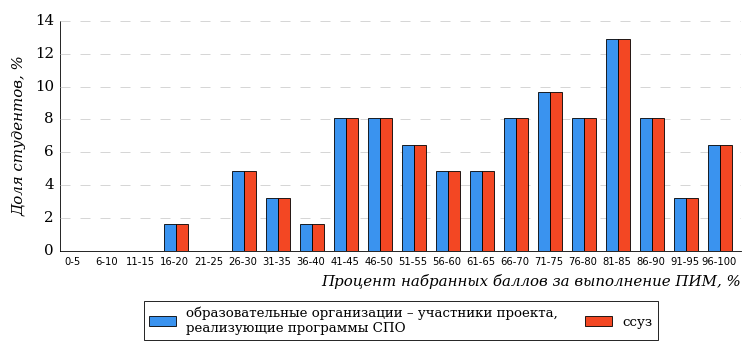 14
12
10
8
6
4
2
0
Доля студентов, %
0-5 6-10 11-15 16-20 21-25 26-30 31-35 36-40 41-45 46-50 51-55 56-60 61-65 66-70 71-75 76-80 81-85 86-90 91-95 96-100
Процент набранных баллов за выполнение ПИМ, %
образовательные организации – участники проекта,
реализующие программы СПО
ссуз